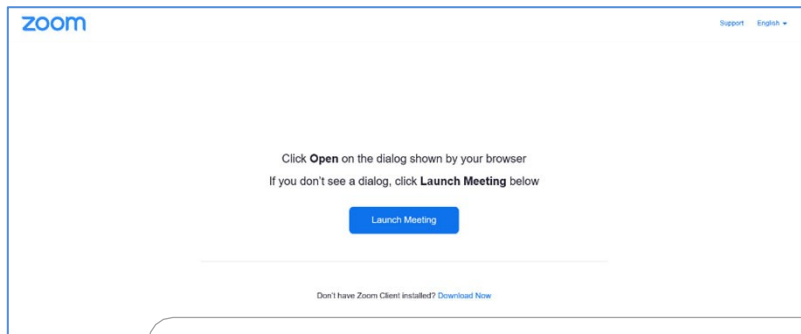 zoom
Support English
Click Open on the dialog shown by your browser
If you don't see a dialog, click Launch Meeting below
Launch Meeting
Don't have Zoom Client installed? Download Now